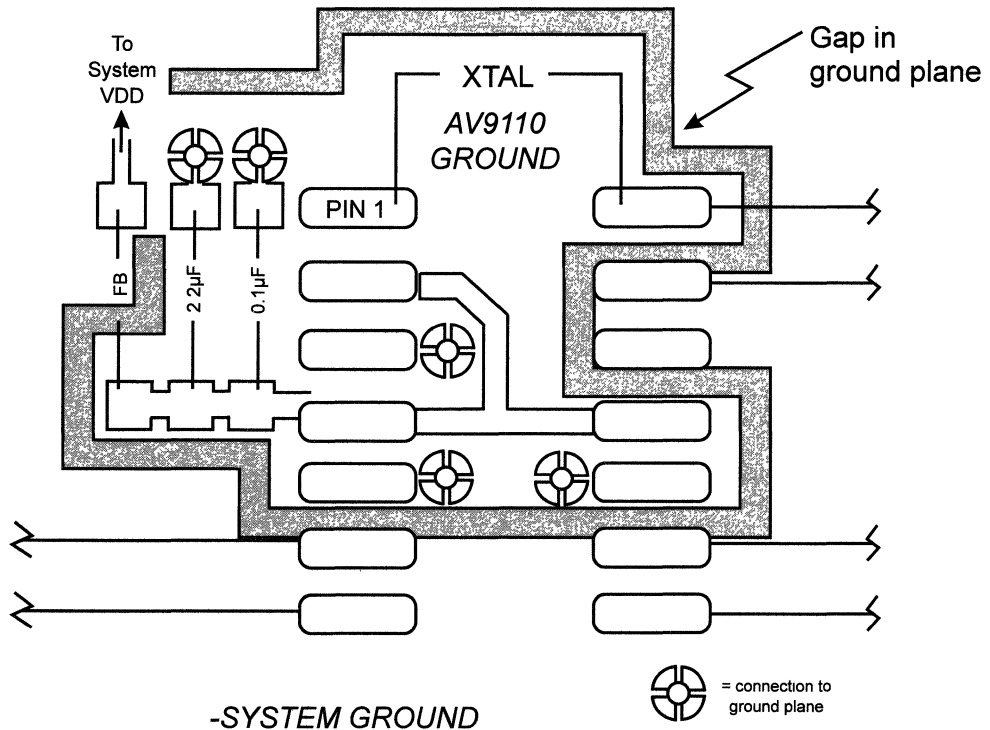 To
System
VDD
Gap in
ground plane
XTAL
AV9110
GROUND
PIN 1
FB
2 2µF
0.1µF
= connection to
ground plane
-SYSTEM GROUND